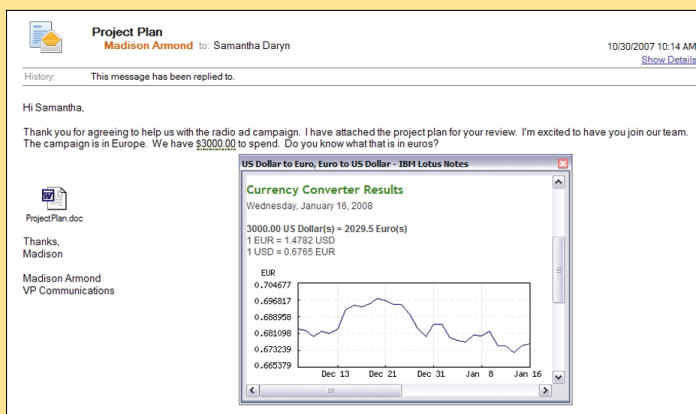 Project Plan
Madison Armond to: Samantha Daryn
10/30/2007 10:14 AM
Show Details
History: This message has been replied to.
Hi Samantha,
Thank you for agreeing to help us with the radio ad campaign. I have attached the project plan for your review. I'm excited to have you join our team.
The campaign is in Europe. We have $3000.00 to spend. Do you know what that is in euros?
ProjectPlan.doc
Thanks,
Madison
Madison Armond
VP Communications
US Dollar to Euro, Euro to US Dollar - IBM Lotus Notes
Currency Converter Results
Wednesday, January 16, 2008
3000.00 US Dollar(s) = 2029.5 Euro(s)
1 EUR = 1.4782 USD
1 USD = 0.6765 EUR
EUR
0.704677
0.696817
0.688958
0.681098
0.673239
0.665379
Dec 13 Dec 21 Dec 31 Jan 8 Jan 16